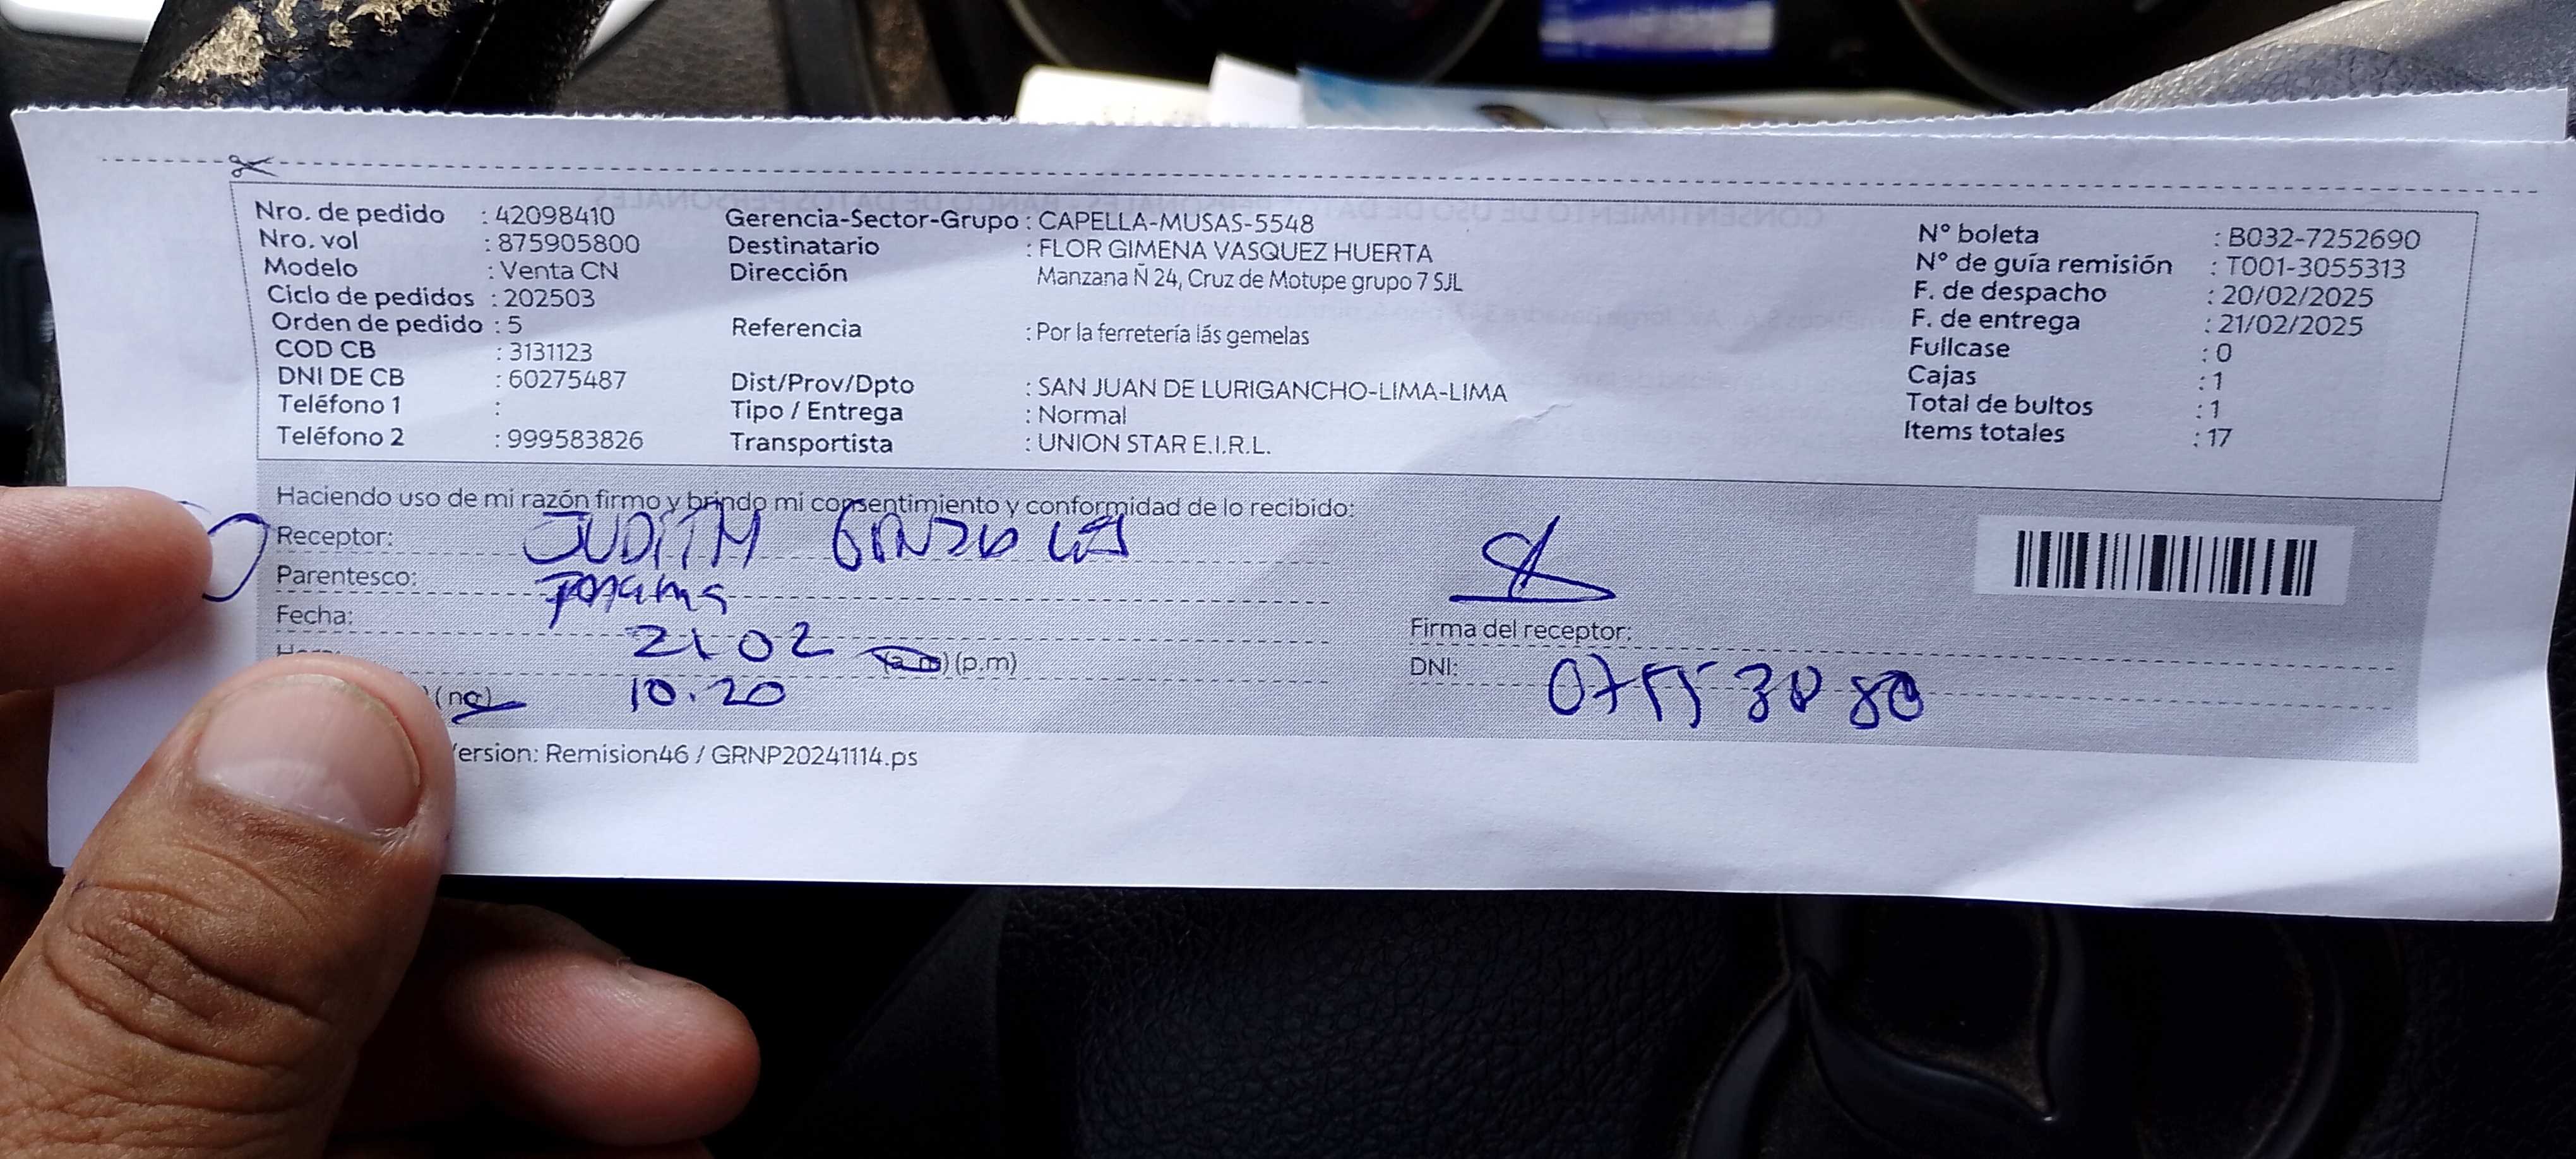 Nro. de pedido : 42098410
Nro. vol : 875905800
Modelo : Venta CN
Ciclo de pedidos : 202503
Orden de pedido : 5
COD CB : 3131123
DNI DE CB : 60275487
Teléfono 1 :
Teléfono 2 : 999583826
Gerencia-Sector-Grupo : CAPELLA-MUSAS-5548
Destinatario : FLOR GIMENA VASQUEZ HUERTA
Dirección Manzana Ñ 24, Cruz de Motupe grupo 7 SJL
Referencia : Por la ferretería lás gemelas
Dist/Prov/Dpto : SAN JUAN DE LURIGANCHO-LIMA-LIMA
Tipo / Entrega : Normal
Transportista : UNION STAR E.I.R.L.
N° boleta : B032-7252690
N° de guía remisión : T001-3055313
F. de despacho : 20/02/2025
F. de entrega : 21/02/2025
Fullcase : 0
Cajas : 1
Total de bultos : 1
Items totales : 17
Haciendo uso de mi razón firmo y brindo mi consentimiento y conformidad de lo recibido:
Receptor: JUDITH
Parentesco:
Fecha: 21 02
(a.m) (p.m)
(no) 10.20
Firma del receptor:
DNI:
ersion: Remision46 / GRNP20241114.ps